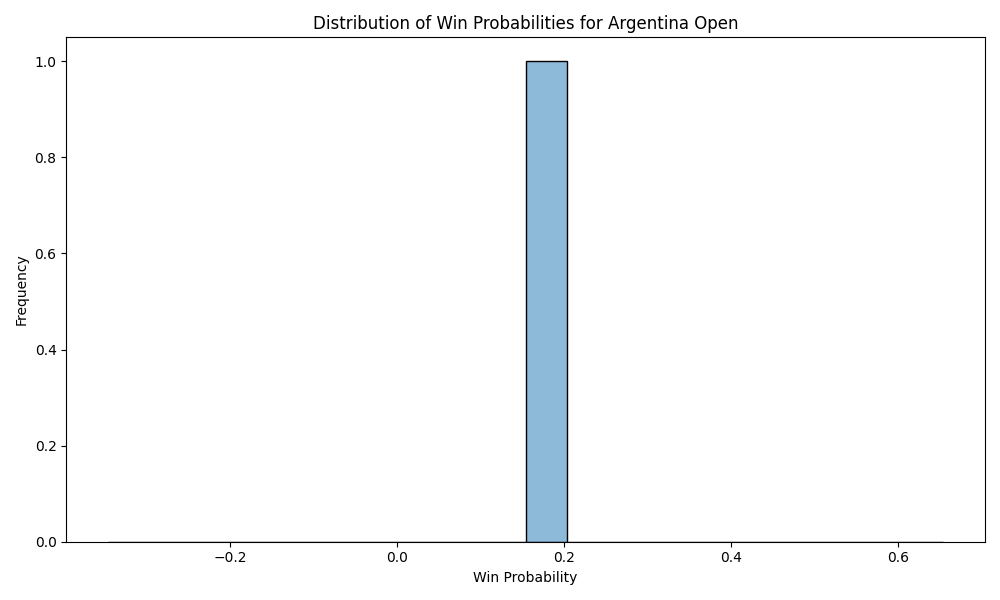 Distribution of Win Probabilities for Argentina Open
1.0
0.8
0.6
0.4
0.2
0.0
Frequency
−0.2 0.0 0.2 0.4 0.6
Win Probability